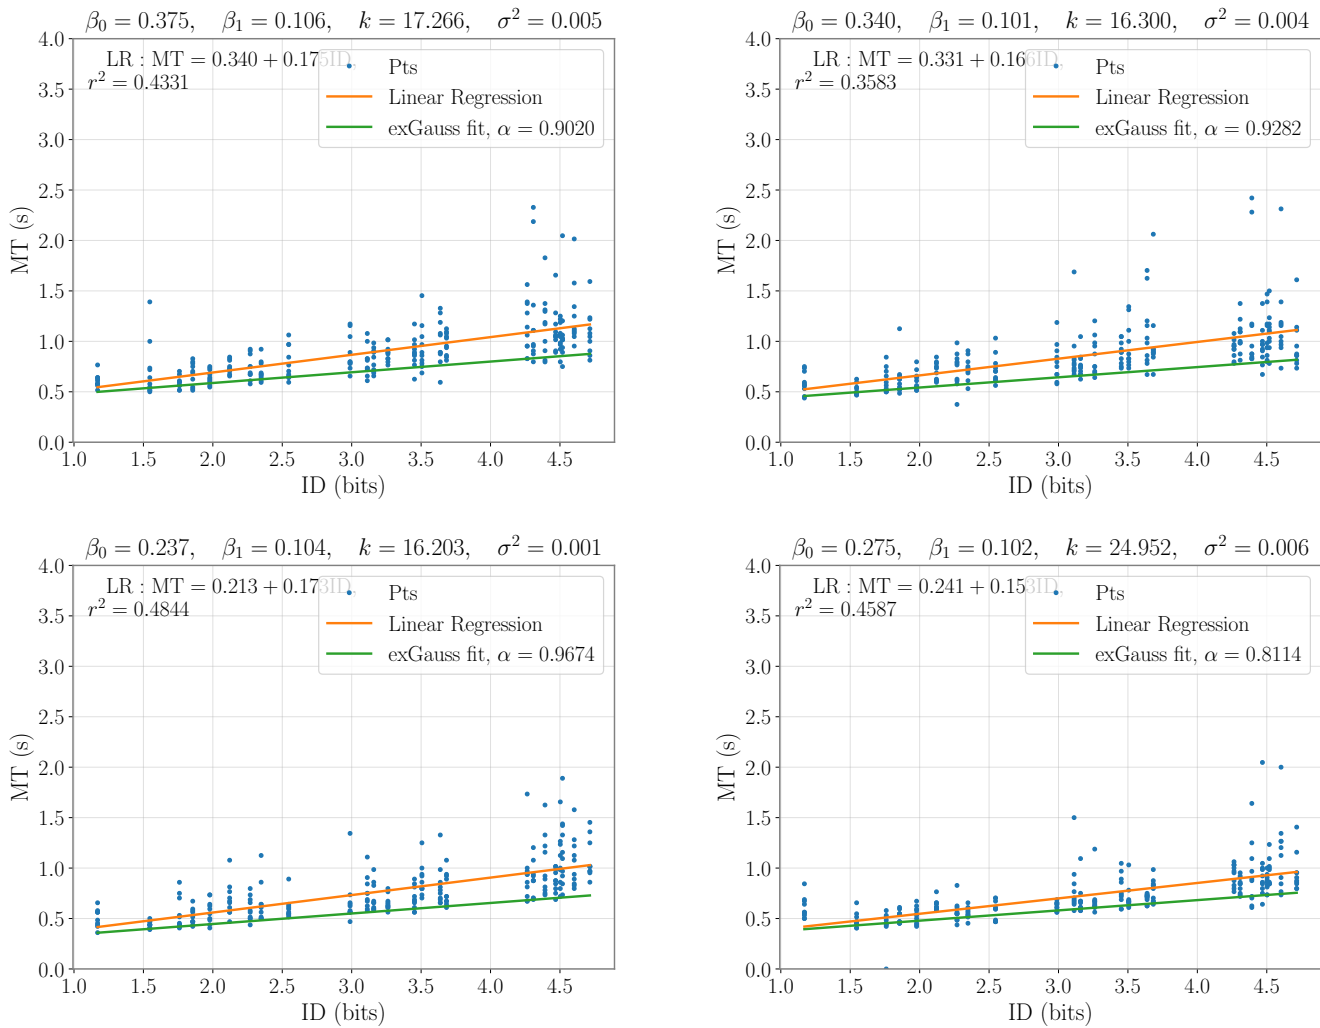 β₀ = 0.375, β₁ = 0.106, k = 17.266, σ² = 0.005
LR : MT = 0.340 + 0.175ID,
r² = 0.4331
Pts
Linear Regression
exGauss fit, α = 0.9020
4.0
3.5
3.0
2.5
2.0
1.5
1.0
0.5
0.0
MT (s)
1.0 1.5 2.0 2.5 3.0 3.5 4.0 4.5
ID (bits)
β₀ = 0.340, β₁ = 0.101, k = 16.300, σ² = 0.004
LR : MT = 0.331 + 0.166ID,
r² = 0.3583
Pts
Linear Regression
exGauss fit, α = 0.9282
4.0
3.5
3.0
2.5
2.0
1.5
1.0
0.5
0.0
MT (s)
1.0 1.5 2.0 2.5 3.0 3.5 4.0 4.5
ID (bits)
β₀ = 0.237, β₁ = 0.104, k = 16.203, σ² = 0.001
LR : MT = 0.213 + 0.173ID,
r² = 0.4844
Pts
Linear Regression
exGauss fit, α = 0.9674
4.0
3.5
3.0
2.5
2.0
1.5
1.0
0.5
0.0
MT (s)
1.0 1.5 2.0 2.5 3.0 3.5 4.0 4.5
ID (bits)
β₀ = 0.275, β₁ = 0.102, k = 24.952, σ² = 0.006
LR : MT = 0.241 + 0.153ID,
r² = 0.4587
Pts
Linear Regression
exGauss fit, α = 0.8114
4.0
3.5
3.0
2.5
2.0
1.5
1.0
0.5
0.0
MT (s)
1.0 1.5 2.0 2.5 3.0 3.5 4.0 4.5
ID (bits)